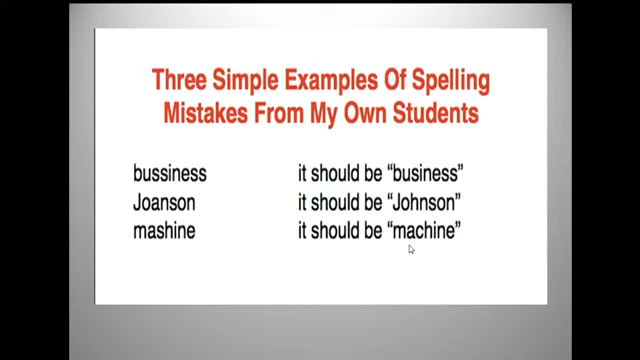 Three Simple Examples Of Spelling
Mistakes From My Own Students
bussiness it should be “business”
Joanson it should be “Johnson”
mashine it should be “machine”